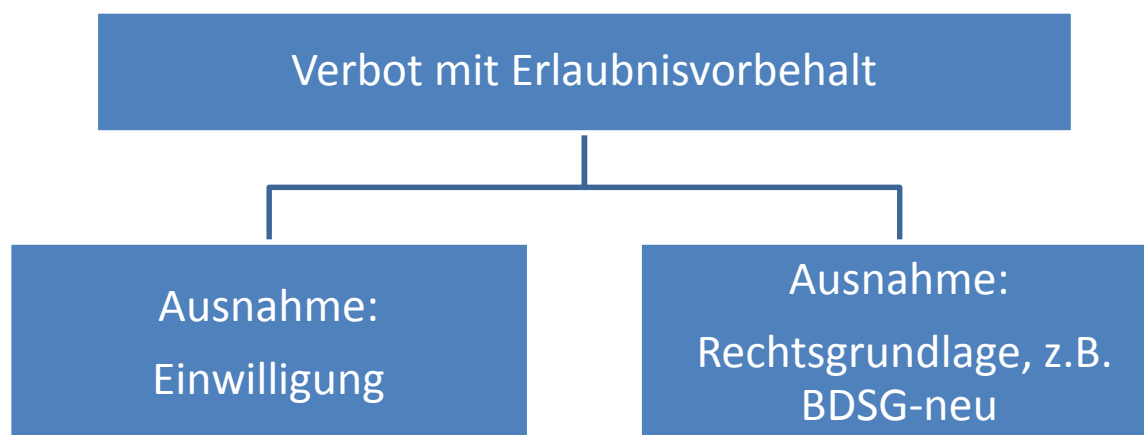 Verbot mit Erlaubnisvorbehalt
Ausnahme:
Einwilligung
Ausnahme:
Rechtsgrundlage, z.B.
BDSG-neu